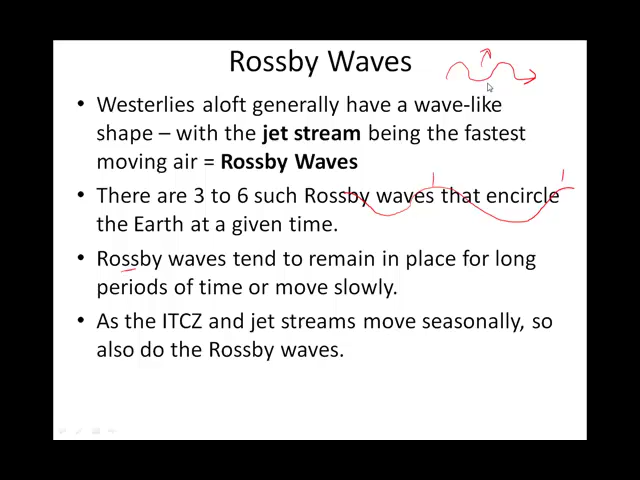 Rossby Waves
• Westerlies aloft generally have a wave-like
shape – with the jet stream being the fastest
moving air = Rossby Waves
• There are 3 to 6 such Rossby waves that encircle
the Earth at a given time.
• Rossby waves tend to remain in place for long
periods of time or move slowly.
• As the ITCZ and jet streams move seasonally, so
also do the Rossby waves.